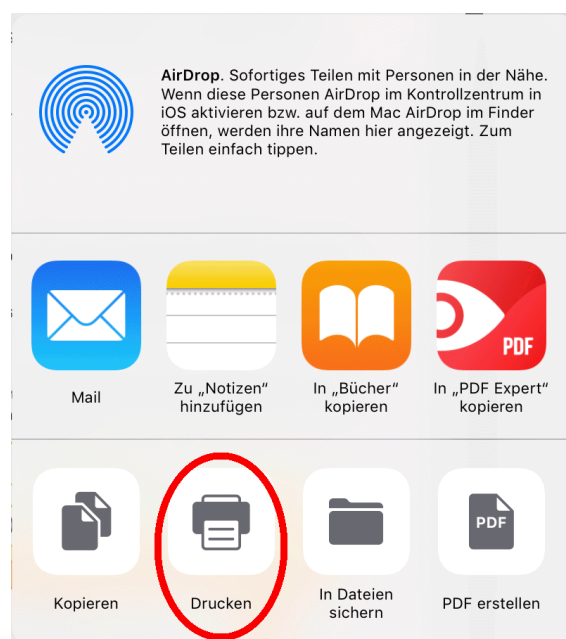 AirDrop. Sofortiges Teilen mit Personen in der Nähe.
Wenn diese Personen AirDrop im Kontrollzentrum in
iOS aktivieren bzw. auf dem Mac AirDrop im Finder
öffnen, werden ihre Namen hier angezeigt. Zum
Teilen einfach tippen.
PDF
Mail
Zu „Notizen“
hinzufügen
In „Bücher“
kopieren
In „PDF Expert“
kopieren
PDF
Kopieren
Drucken
In Dateien
sichern
PDF erstellen